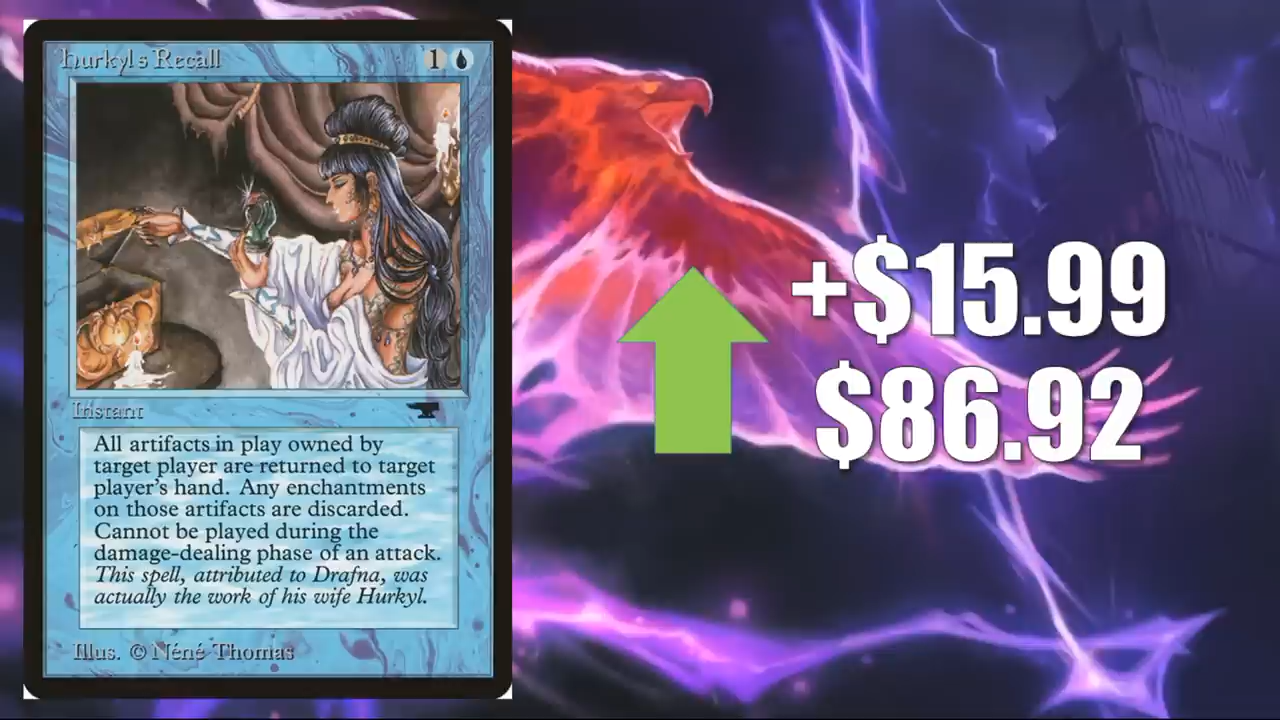 Hurkyl's Recall
1
Instant
All artifacts in play owned by
target player are returned to target
player's hand. Any enchantments
on those artifacts are discarded.
Cannot be played during the
damage-dealing phase of an attack.
This spell, attributed to Drafna, was
actually the work of his wife Hurkyl.
Illus. © Néné Thomas
+$15.99
$86.92